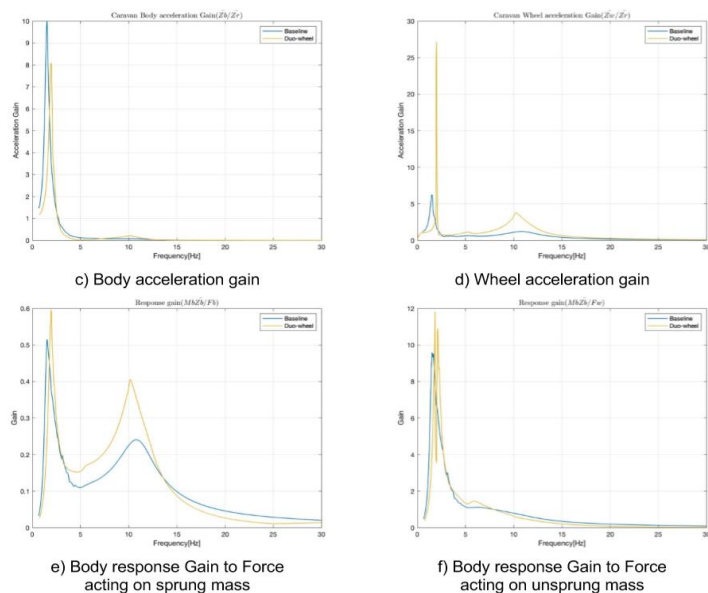 Caravan Body acceleration Gain(Z̈b/Z̈r)
Baseline
Duo-wheel
Acceleration Gain
10
9
8
7
6
5
4
3
2
1
0
0 5 10 15 20 25 30
Frequency[Hz]
c) Body acceleration gain
Caravan Wheel acceleration Gain(Z̈w/Z̈r)
Baseline
Duo-wheel
Acceleration Gain
30
25
20
15
10
5
0
0 5 10 15 20 25 30
Frequency[Hz]
d) Wheel acceleration gain
Response gain(MbZ̈b/Fb)
Baseline
Duo-wheel
Gain
0.6
0.5
0.4
0.3
0.2
0.1
0
0 5 10 15 20 25 30
Frequency[Hz]
e) Body response Gain to Force
acting on sprung mass
Response gain(MbZ̈b/Fw)
Baseline
Duo-wheel
Gain
12
10
8
6
4
2
0
0 5 10 15 20 25 30
Frequency[Hz]
f) Body response Gain to Force
acting on unsprung mass